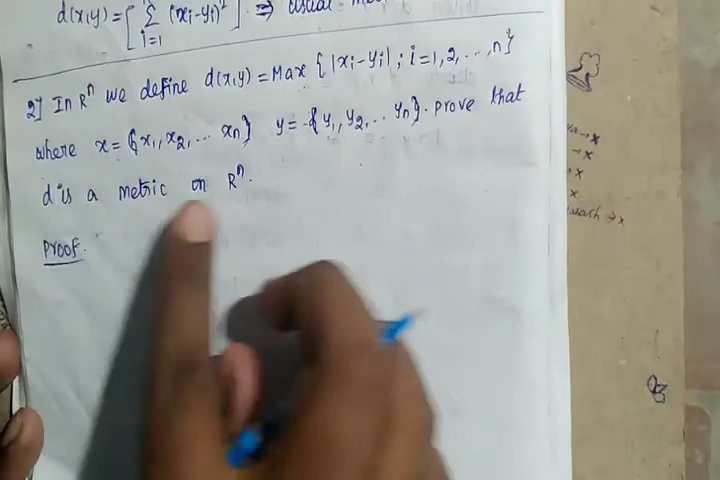 d(x,y) = [ n∑i=1 (xi-yi)² ] ⇒ usual
2] In Rⁿ we define d(x,y) = Max { |xi-yi| ; i=1,2,...,n }
where x = {x1, x2, ... xn} y = {y1, y2, ... yn}. prove that
d is a metric on Rⁿ.
Proof.